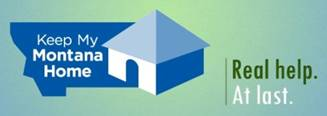 Keep My
Montana
Home
Real help.
At last.